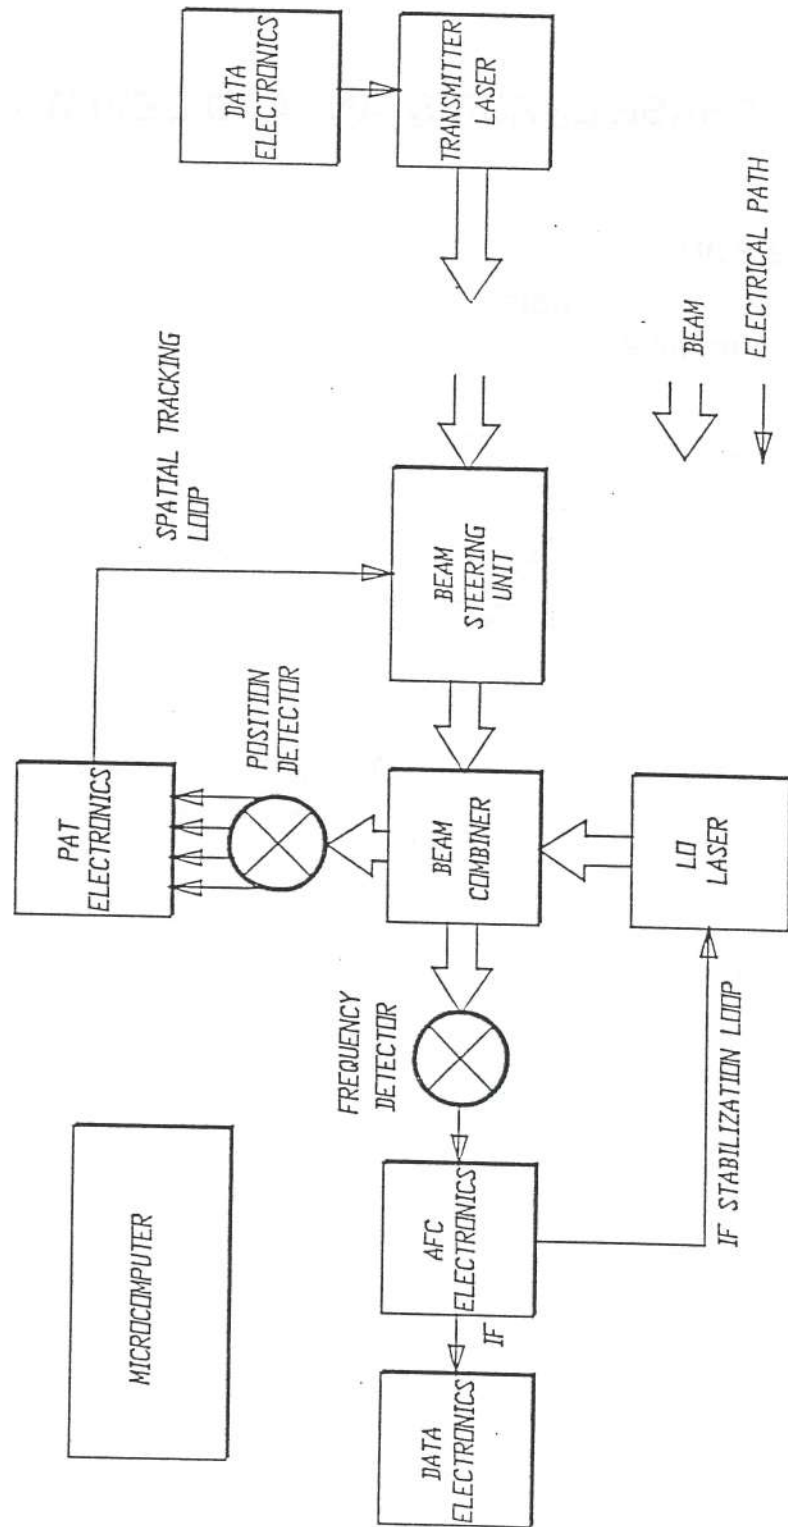 MICROCOMPUTER
PAT
ELECTRONICS
SPATIAL TRACKING
LOOP
DATA
ELECTRONICS
POSITION
DETECTOR
FREQUENCY
DETECTOR
DATA
ELECTRONICS
IF
AFC
ELECTRONICS
BEAM
COMBINER
BEAM
STEERING
UNIT
TRANSMITTER
LASER
IF STABILIZATION LOOP
LO
LASER
BEAM
ELECTRICAL PATH